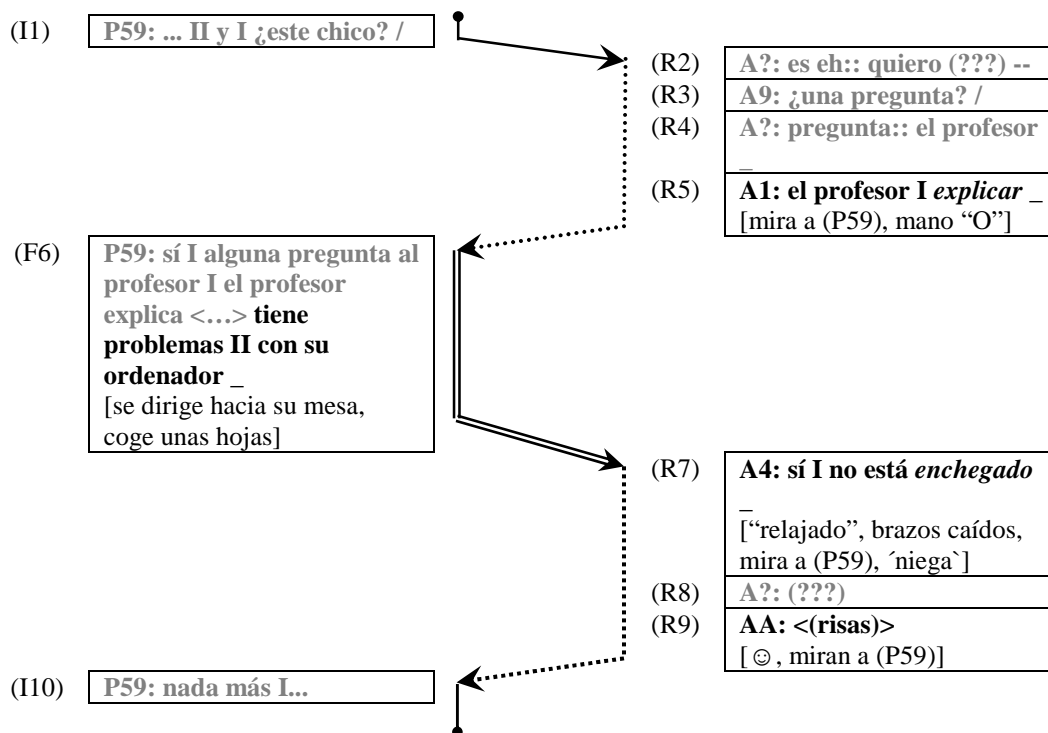 (I1) P59: ... II y I ¿este chico? /
(R2) A?: es eh:: quiero (???) --
(R3) A9: ¿una pregunta? /
(R4) A?: pregunta:: el profesor
_
(R5) A1: el profesor I explicar _
[mira a (P59), mano “O”]
(F6) P59: sí I alguna pregunta al
profesor I el profesor
explica <…> tiene
problemas II con su
ordenador _
[se dirige hacia su mesa,
coge unas hojas]
(R7) A4: sí I no está enchegado
_
[“relajado”, brazos caídos,
mira a (P59), ´niega`]
(R8) A?: (???)
(R9) AA: <(risas)>
[☺, miran a (P59)]
(I10) P59: nada más I...